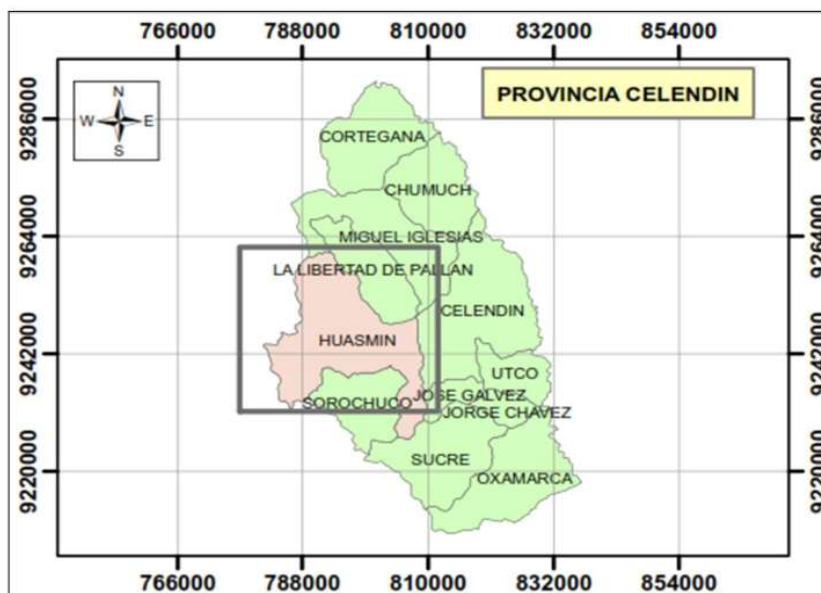 766000 788000 810000 832000 854000
PROVINCIA CELENDIN
N
W E
S
9286000 9286000
CORTEGANA
CHUMUCH
9264000 9264000
MIGUEL IGLESIAS
LA LIBERTAD DE PALLAN
CELENDIN
HUASMIN
9242000 9242000
UTCO
JOSE GALVEZ
SOROCHUCO
JORGE CHAVEZ
SUCRE
9220000 9220000
OXAMARCA
766000 788000 810000 832000 854000